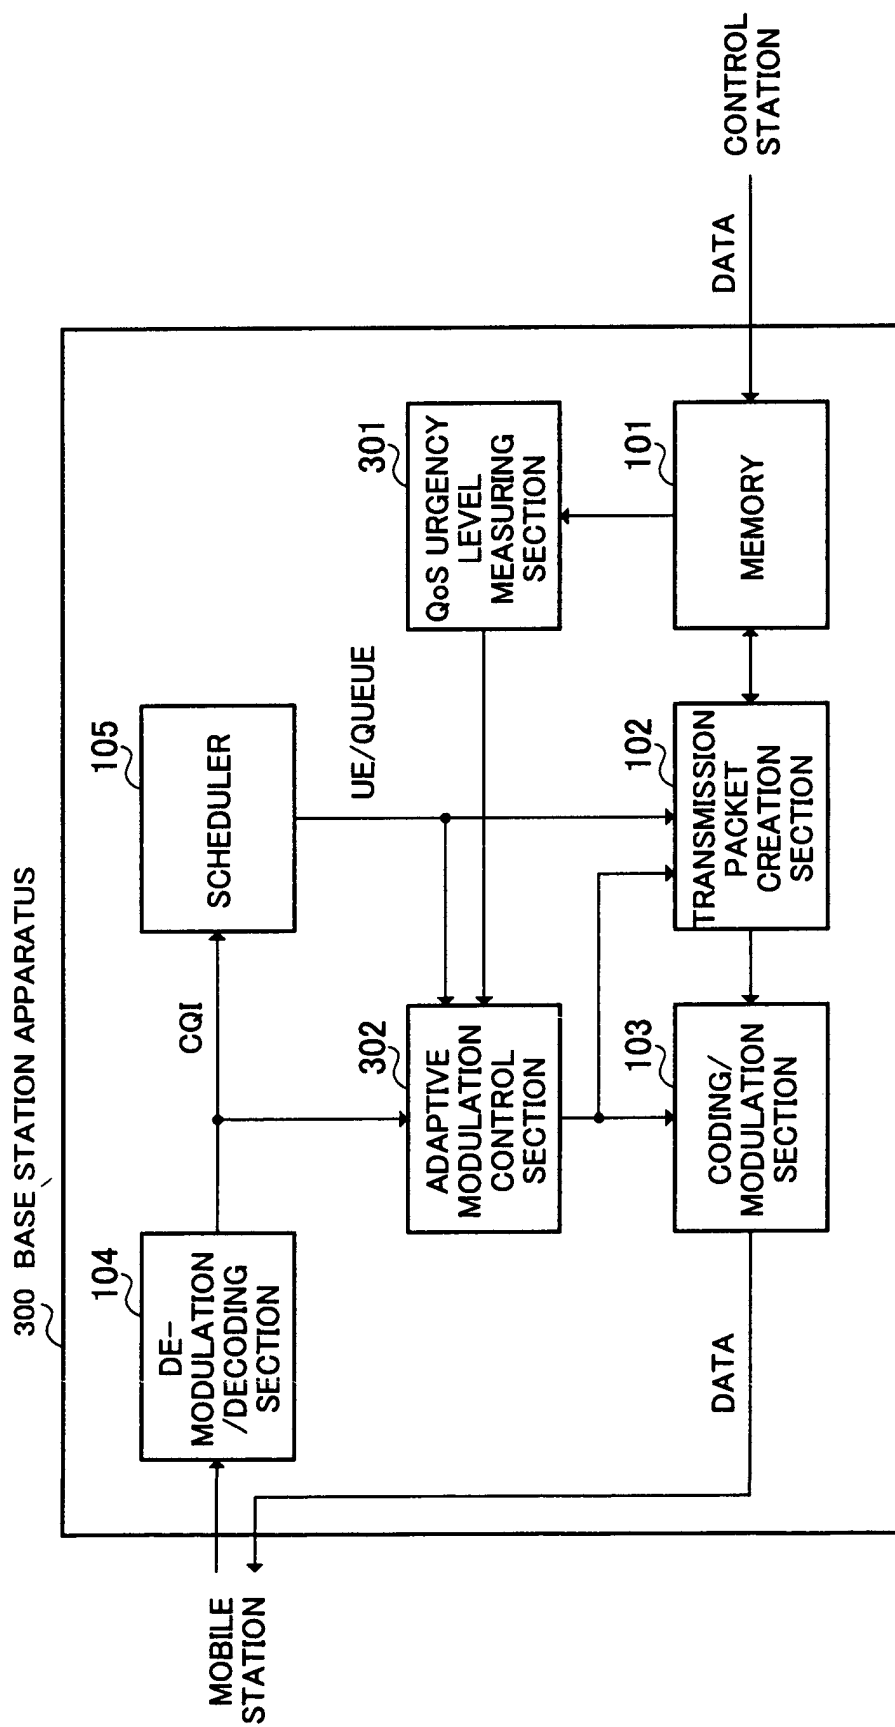 300 BASE STATION APPARATUS
MOBILE
STATION
104
DE-
MODULATION
/DECODING
SECTION
CQI
105
SCHEDULER
UE/QUEUE
302
ADAPTIVE
MODULATION
CONTROL
SECTION
301
QoS URGENCY
LEVEL
MEASURING
SECTION
DATA
103
CODING/
MODULATION
SECTION
102
TRANSMISSION
PACKET
CREATION
SECTION
101
MEMORY
DATA
CONTROL
STATION